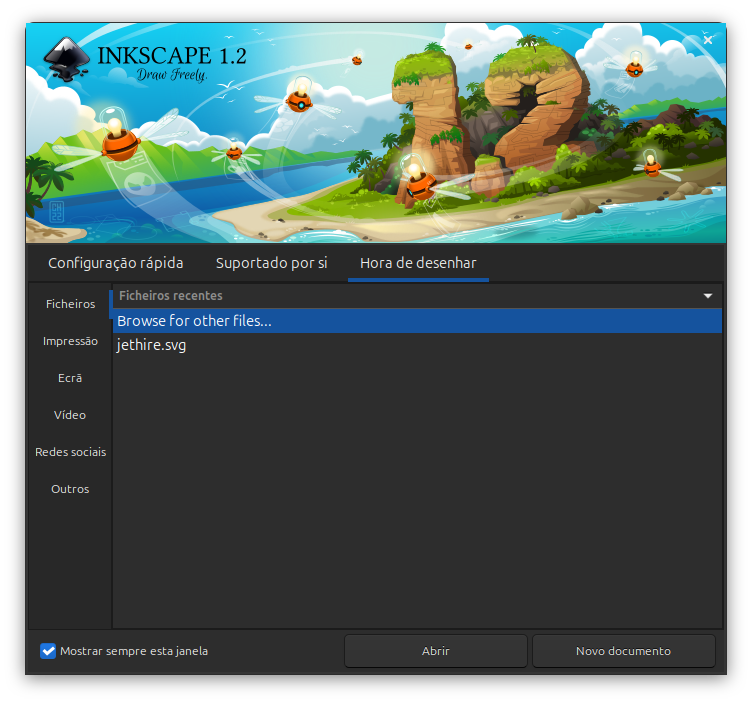 INKSCAPE 1.2
Draw Freely.
Configuração rápida
Suportado por si
Hora de desenhar
Ficheiros
Ficheiros recentes
Browse for other files...
jethire.svg
Impressão
Ecrã
Vídeo
Redes sociais
Outros
Mostrar sempre esta janela
Abrir
Novo documento